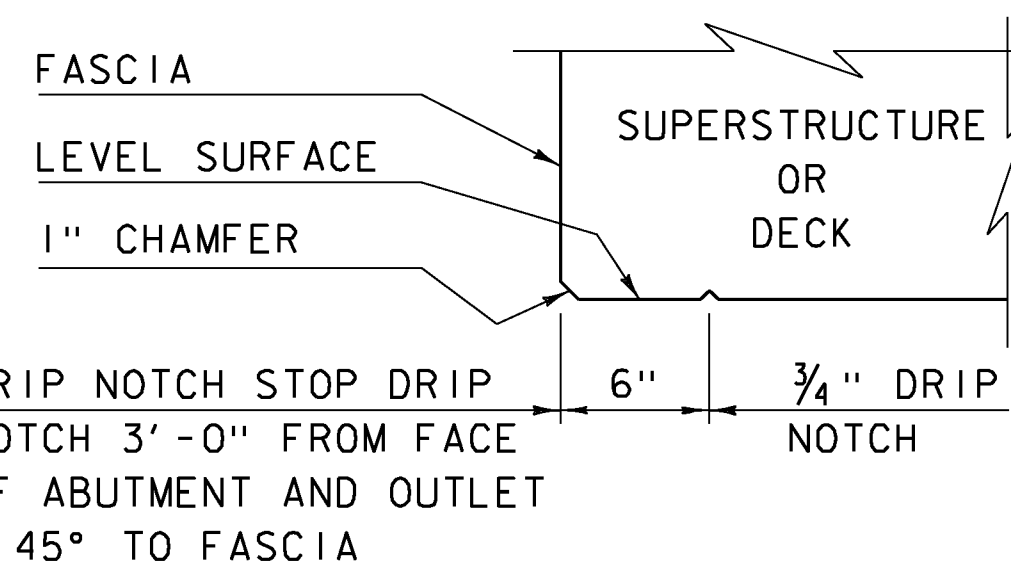 FASCIA
LEVEL SURFACE
1" CHAMFER
SUPERSTRUCTURE
OR
DECK
RIP NOTCH STOP DRIP
OTCH 3'-0" FROM FACE
F ABUTMENT AND OUTLET
45° TO FASCIA
6"
3/4" DRIP
NOTCH